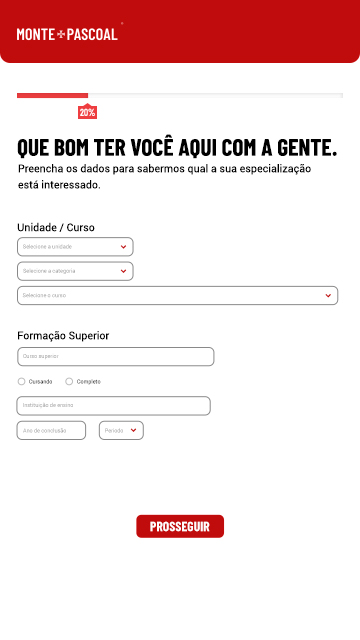 MONTE PASCOAL
20%
QUE BOM TER VOCÊ AQUI COM A GENTE.
Preencha os dados para sabermos qual a sua especialização
está interessado.
Unidade / Curso
Selecione a unidade
Selecione a categoria
Selecione o curso
Formação Superior
Curso superior
Cursando Completo
Instituição de ensino
Ano de conclusão Período
PROSSEGUIR